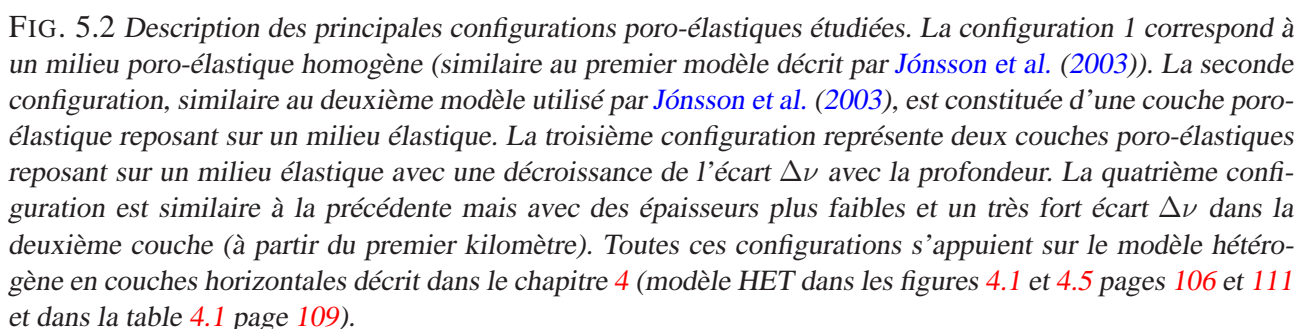 FIG. 5.2 Description des principales configurations poro-élastiques étudiées. La configuration 1 correspond à
un milieu poro-élastique homogène (similaire au premier modèle décrit par Jónsson et al. (2003)). La seconde
configuration, similaire au deuxième modèle utilisé par Jónsson et al. (2003), est constituée d'une couche poro-
élastique reposant sur un milieu élastique. La troisième configuration représente deux couches poro-élastiques
reposant sur un milieu élastique avec une décroissance de l'écart Δν avec la profondeur. La quatrième confi-
guration est similaire à la précédente mais avec des épaisseurs plus faibles et un très fort écart Δν dans la
deuxième couche (à partir du premier kilomètre). Toutes ces configurations s'appuient sur le modèle hétéro-
gène en couches horizontales décrit dans le chapitre 4 (modèle HET dans les figures 4.1 et 4.5 pages 106 et 111
et dans la table 4.1 page 109).